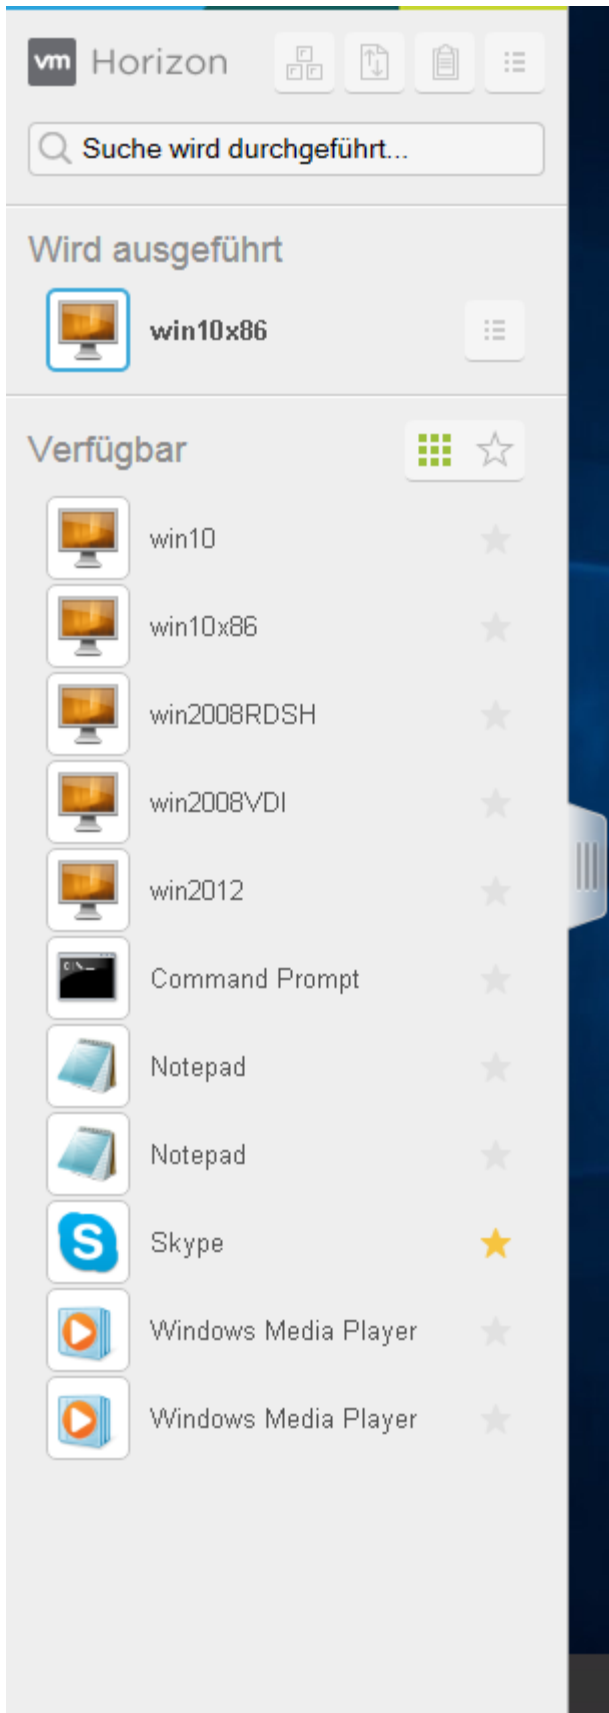 vm Horizon
Suche wird durchgeführt...
Wird ausgeführt
win10x86
Verfügbar
win10
win10x86
win2008RDSH
win2008VDI
win2012
Command Prompt
Notepad
Notepad
Skype
Windows Media Player
Windows Media Player